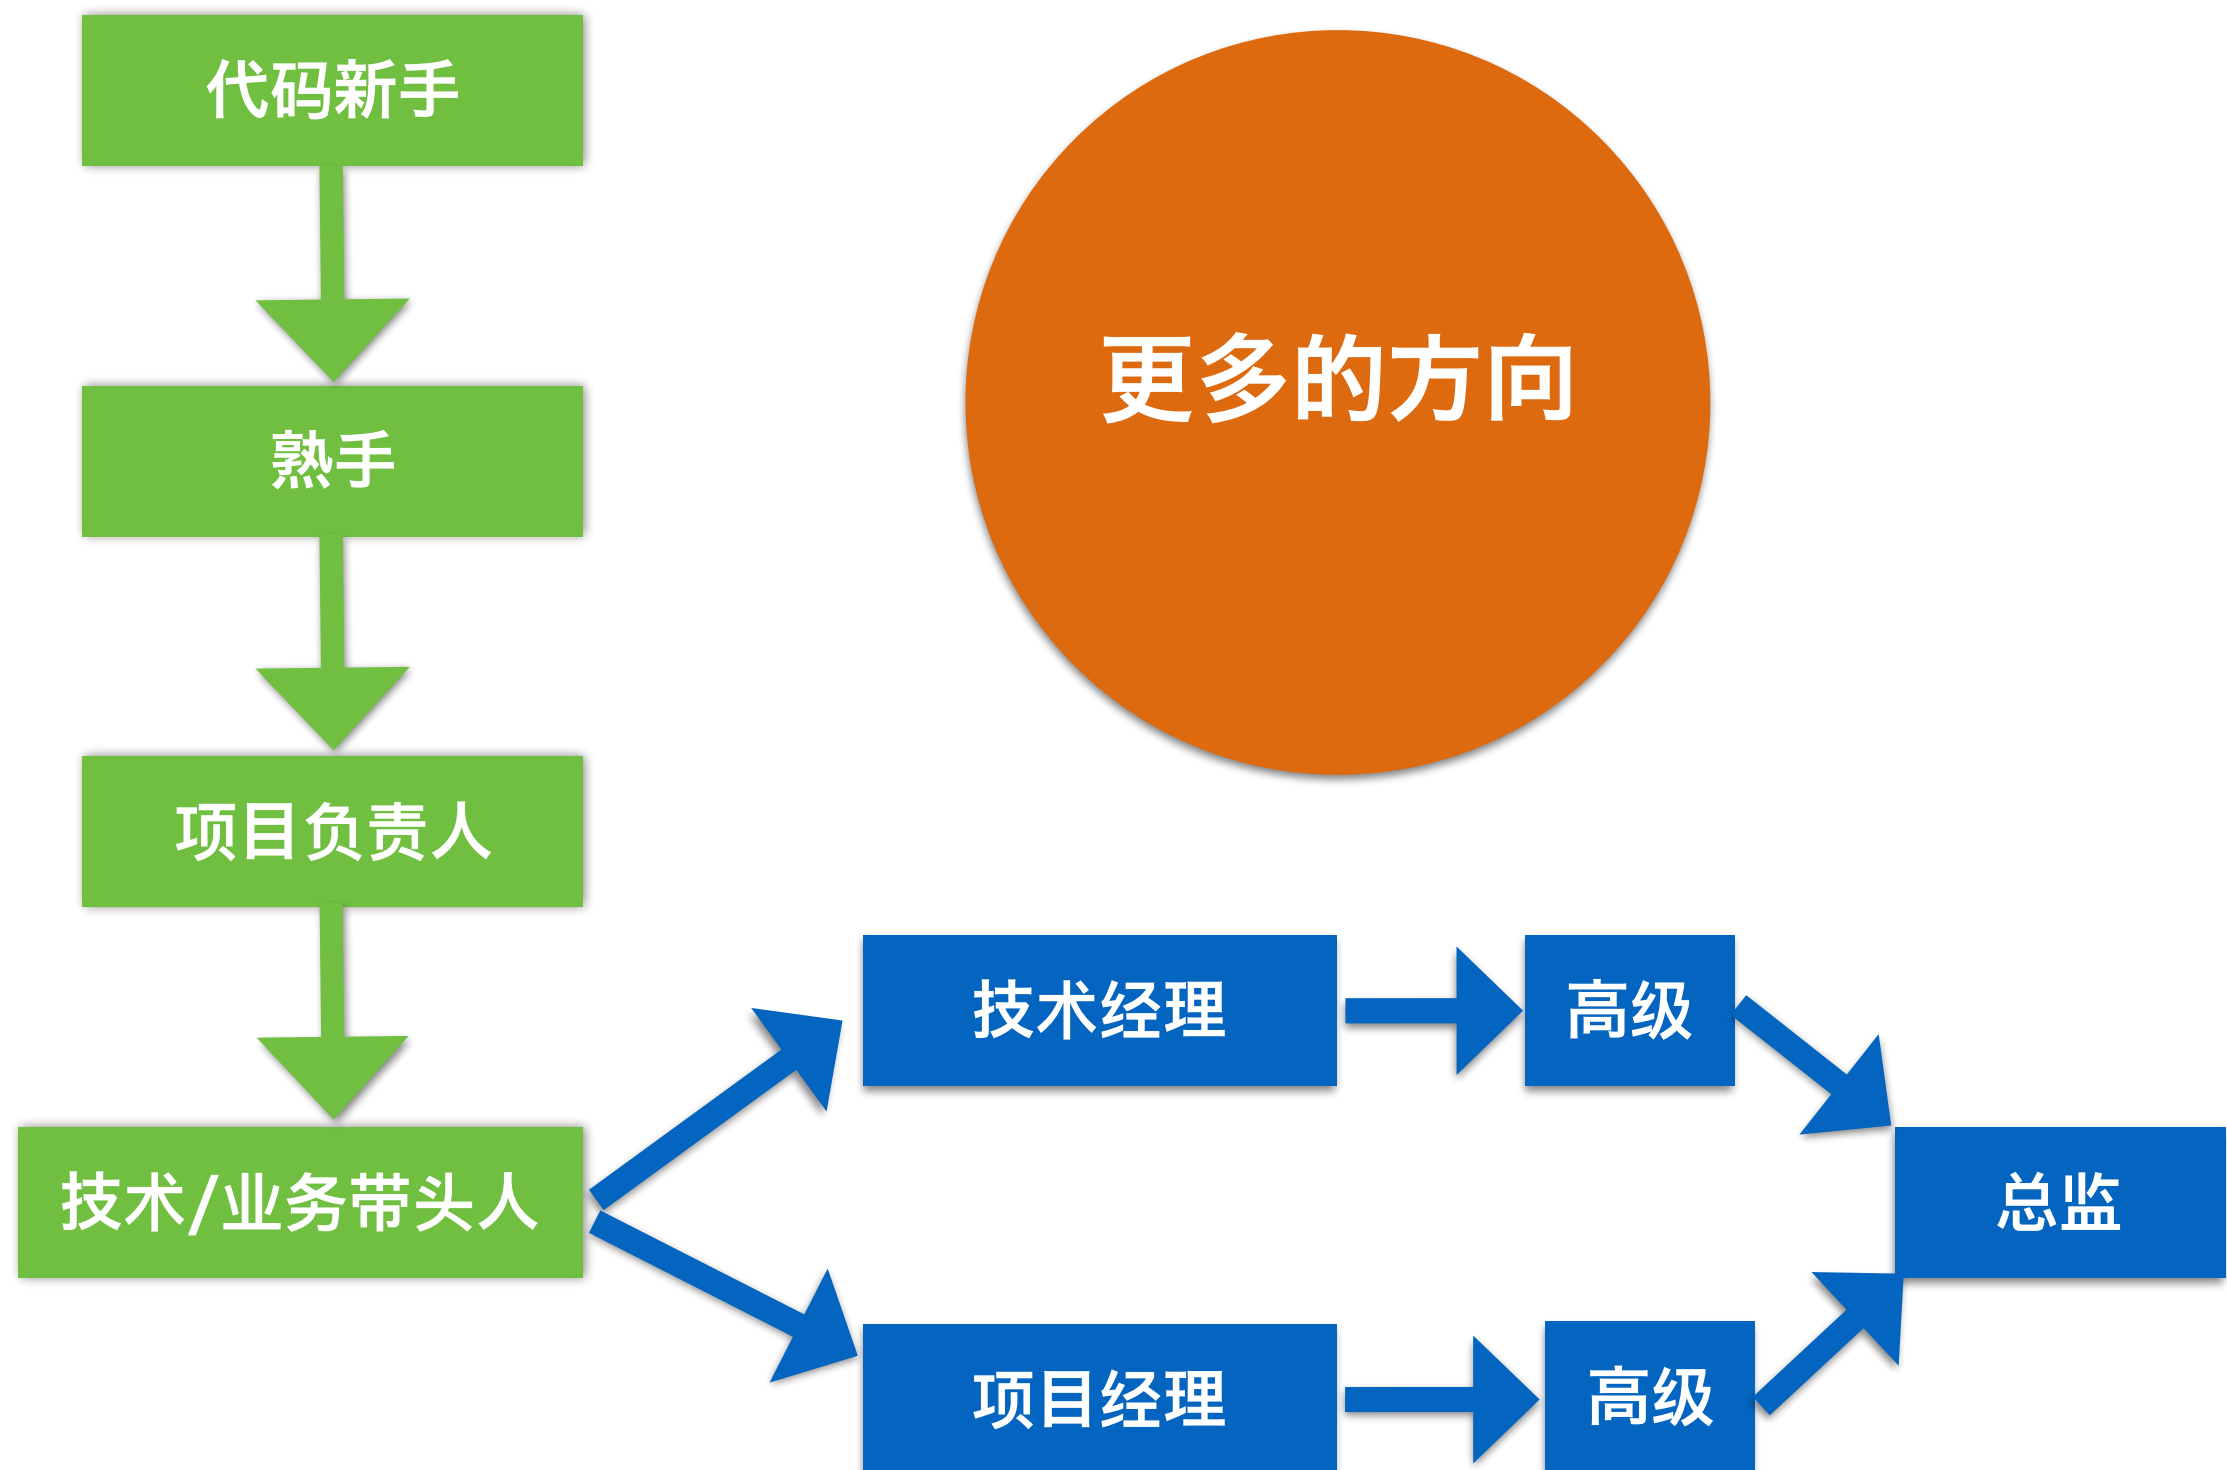 代码新手
更多的方向
熟手
项目负责人
技术经理
高级
技术/业务带头人
总监
项目经理
高级